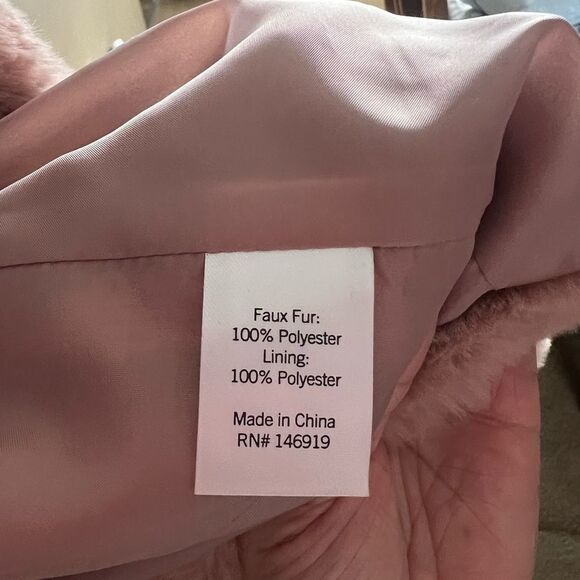 Faux Fur:
100% Polyester
Lining:
100% Polyester
Made in China
RN# 146919